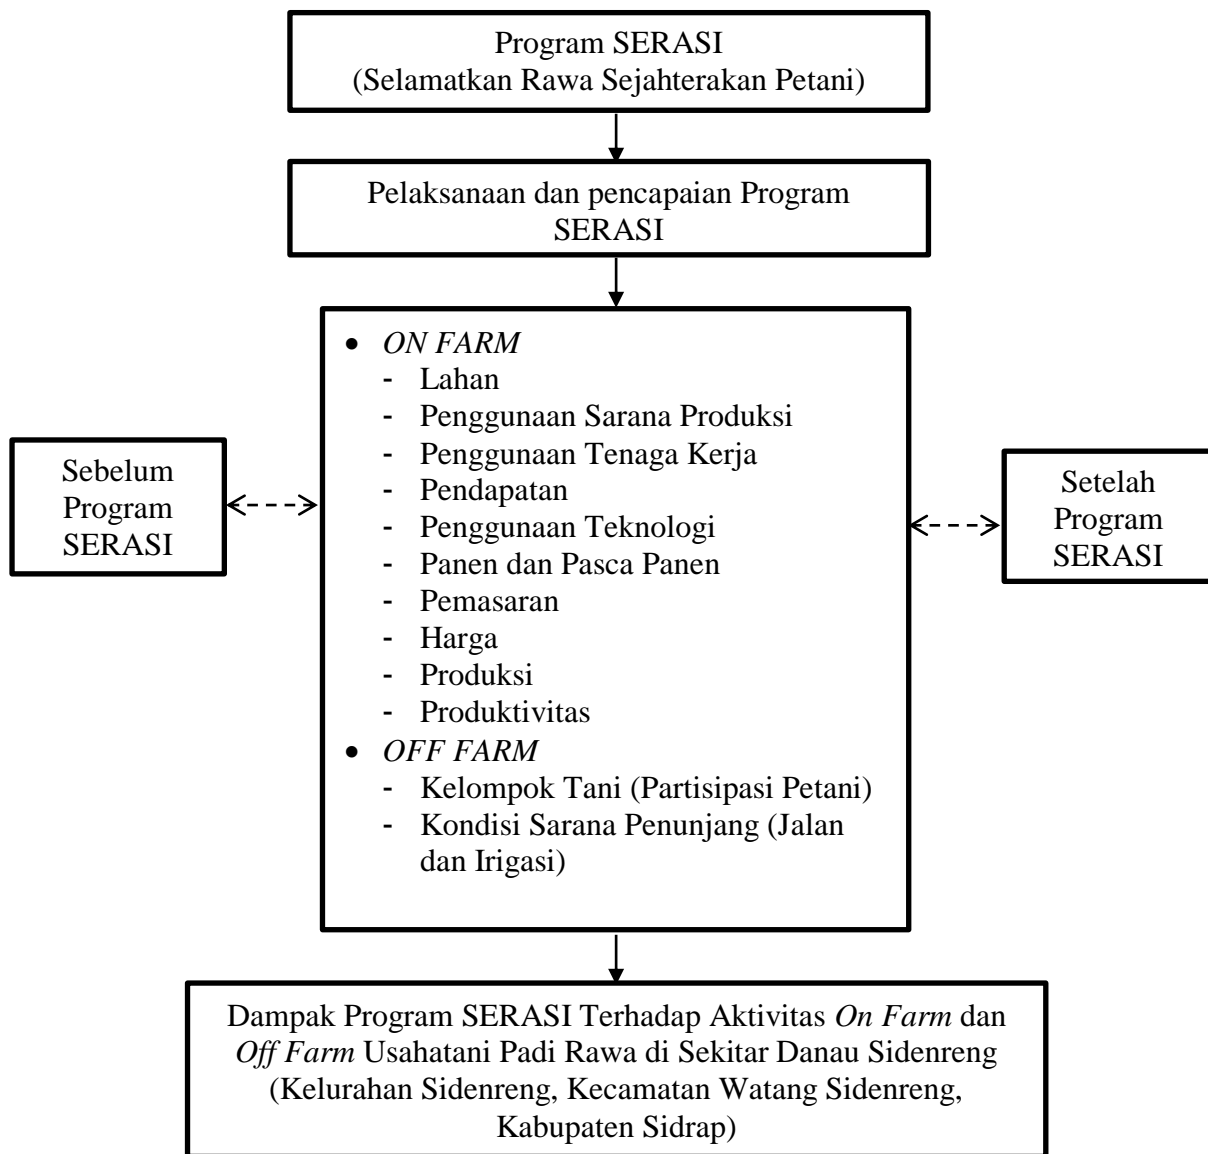 Program SERASI
(Selamatkan Rawa Sejahterakan Petani)
Pelaksanaan dan pencapaian Program
SERASI
Sebelum
Program
SERASI
• ON FARM
- Lahan
- Penggunaan Sarana Produksi
- Penggunaan Tenaga Kerja
- Pendapatan
- Penggunaan Teknologi
- Panen dan Pasca Panen
- Pemasaran
- Harga
- Produksi
- Produktivitas
• OFF FARM
- Kelompok Tani (Partisipasi Petani)
- Kondisi Sarana Penunjang (Jalan
dan Irigasi)
Setelah
Program
SERASI
Dampak Program SERASI Terhadap Aktivitas On Farm dan
Off Farm Usahatani Padi Rawa di Sekitar Danau Sidenreng
(Kelurahan Sidenreng, Kecamatan Watang Sidenreng,
Kabupaten Sidrap)